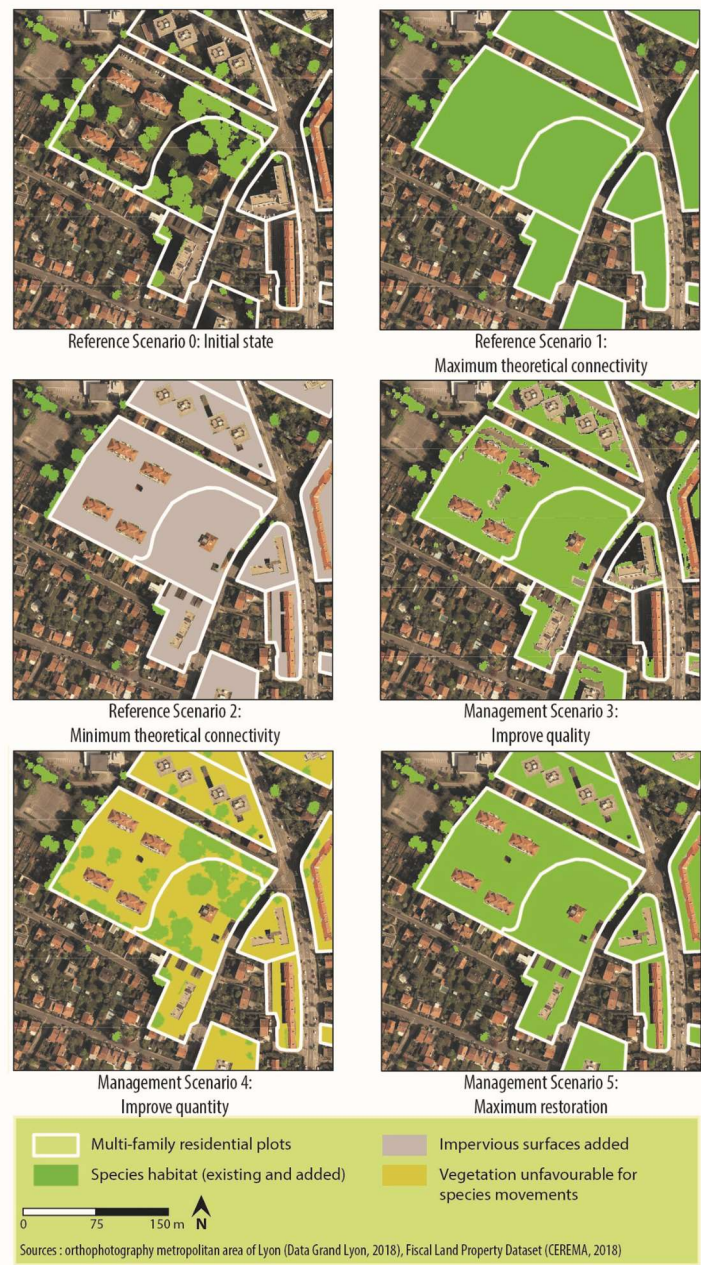 Reference Scenario 0: Initial state
Reference Scenario 1:
Maximum theoretical connectivity
Reference Scenario 2:
Minimum theoretical connectivity
Management Scenario 3:
Improve quality
Management Scenario 4:
Improve quantity
Management Scenario 5:
Maximum restoration
Multi-family residential plots
Impervious surfaces added
Species habitat (existing and added)
Vegetation unfavourable for
species movements
0 75 150 m N
Sources : orthophotography metropolitan area of Lyon (Data Grand Lyon, 2018), Fiscal Land Property Dataset (CEREMA, 2018)